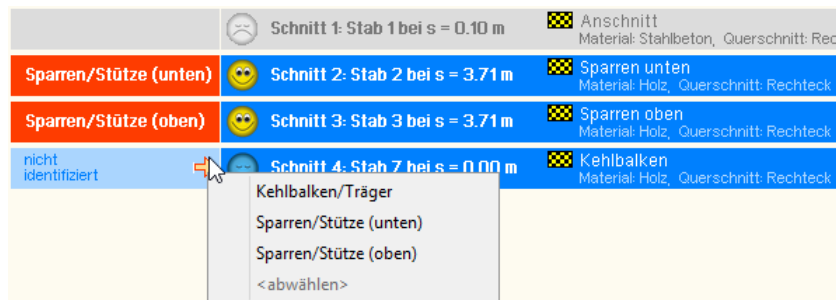 Schnitt 1: Stab 1 bei s = 0.10 m
Anschnitt
Material: Stahlbeton, Querschnitt: Rec
Sparren/Stütze (unten)
Schnitt 2: Stab 2 bei s = 3.71 m
Sparren unten
Material: Holz, Querschnitt: Rechteck
Sparren/Stütze (oben)
Schnitt 3: Stab 3 bei s = 3.71 m
Sparren oben
Material: Holz, Querschnitt: Rechteck
nicht
identifiziert
Schnitt 4: Stab 7 bei s = 0.00 m
Kehlbalken
Material: Holz, Querschnitt: Rechteck
Kehlbalken/Träger
Sparren/Stütze (unten)
Sparren/Stütze (oben)
<abwählen>